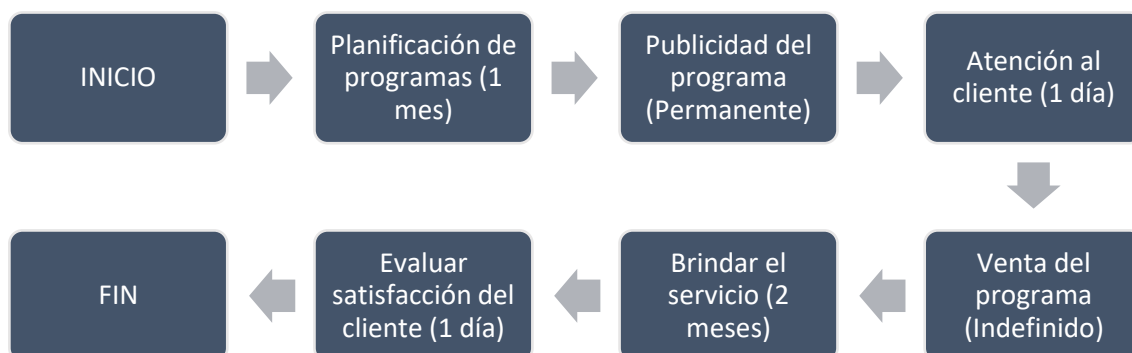 INICIO
Planificación de
programas (1
mes)
Publicidad del
programa
(Permanente)
Atención al
cliente (1 día)
Venta del
programa
(Indefinido)
Brindar el
servicio (2
meses)
Evaluar
satisfacción del
cliente (1 día)
FIN